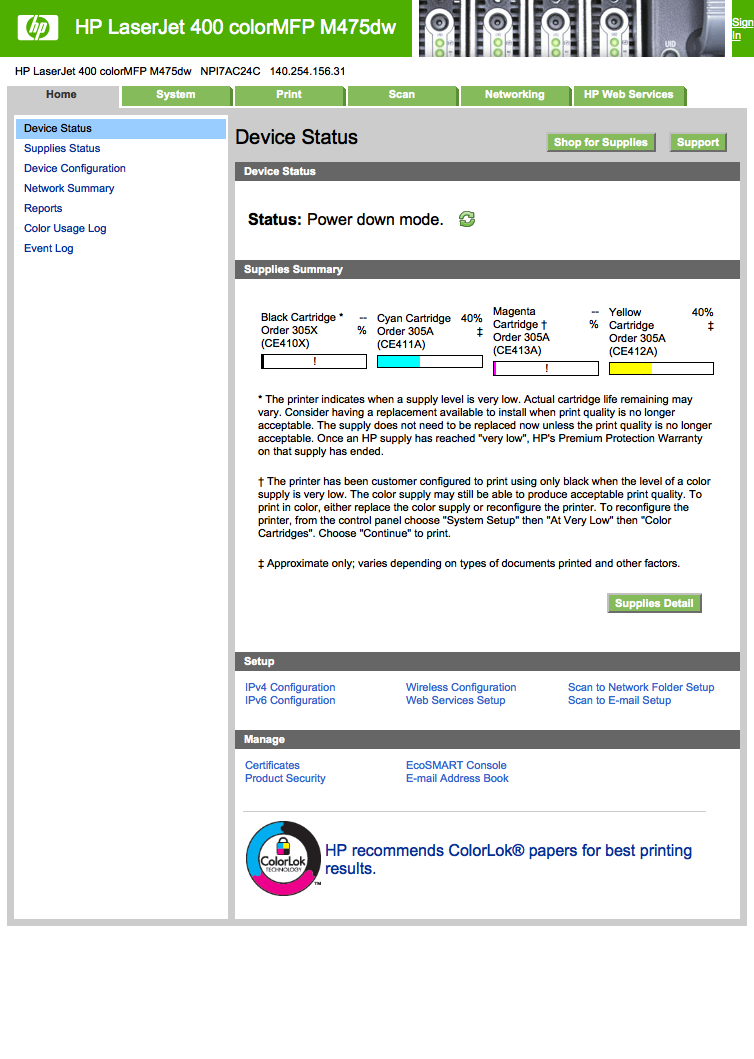 hp HP LaserJet 400 colorMFP M475dw
Sign
In
UID
HP LaserJet 400 colorMFP M475dw NPI7AC24C 140.254.156.31
Home System Print Scan Networking HP Web Services
Device Status
Supplies Status
Device Configuration
Network Summary
Reports
Color Usage Log
Event Log
Device Status
Shop for Supplies Support
Device Status
Status: Power down mode.
Supplies Summary
Black Cartridge * --
Order 305X %
(CE410X)
!
Cyan Cartridge 40%
Order 305A ‡
(CE411A)
Magenta --
Cartridge † %
Order 305A
(CE413A)
!
Yellow 40%
Cartridge ‡
Order 305A
(CE412A)
* The printer indicates when a supply level is very low. Actual cartridge life remaining may
vary. Consider having a replacement available to install when print quality is no longer
acceptable. The supply does not need to be replaced now unless the print quality is no longer
acceptable. Once an HP supply has reached "very low", HP's Premium Protection Warranty
on that supply has ended.
† The printer has been customer configured to print using only black when the level of a color
supply is very low. The color supply may still be able to produce acceptable print quality. To
print in color, either replace the color supply or reconfigure the printer. To reconfigure the
printer, from the control panel choose "System Setup" then "At Very Low" then "Color
Cartridges". Choose "Continue" to print.
‡ Approximate only; varies depending on types of documents printed and other factors.
Supplies Detail
Setup
IPv4 Configuration Wireless Configuration Scan to Network Folder Setup
IPv6 Configuration Web Services Setup Scan to E-mail Setup
Manage
Certificates EcoSMART Console
Product Security E-mail Address Book
ColorLok
TECHNOLOGY
™
HP recommends ColorLok® papers for best printing
results.